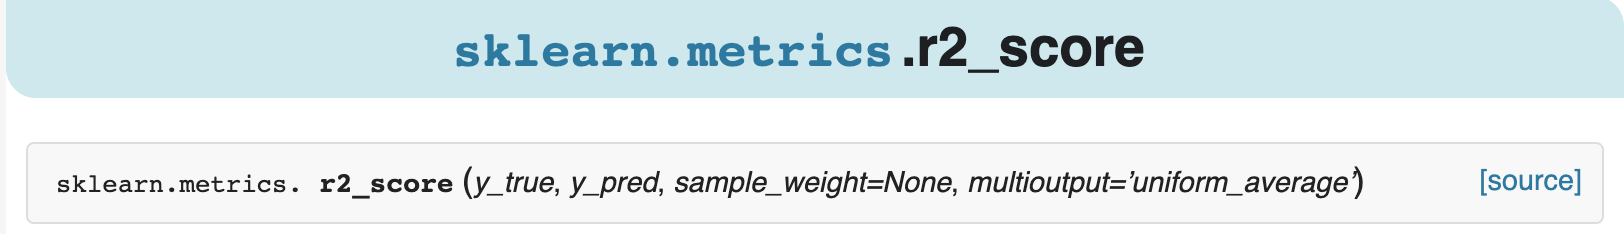 sklearn.metrics.r2_score
sklearn.metrics. r2_score (y_true, y_pred, sample_weight=None, multioutput=’uniform_average’) [source]